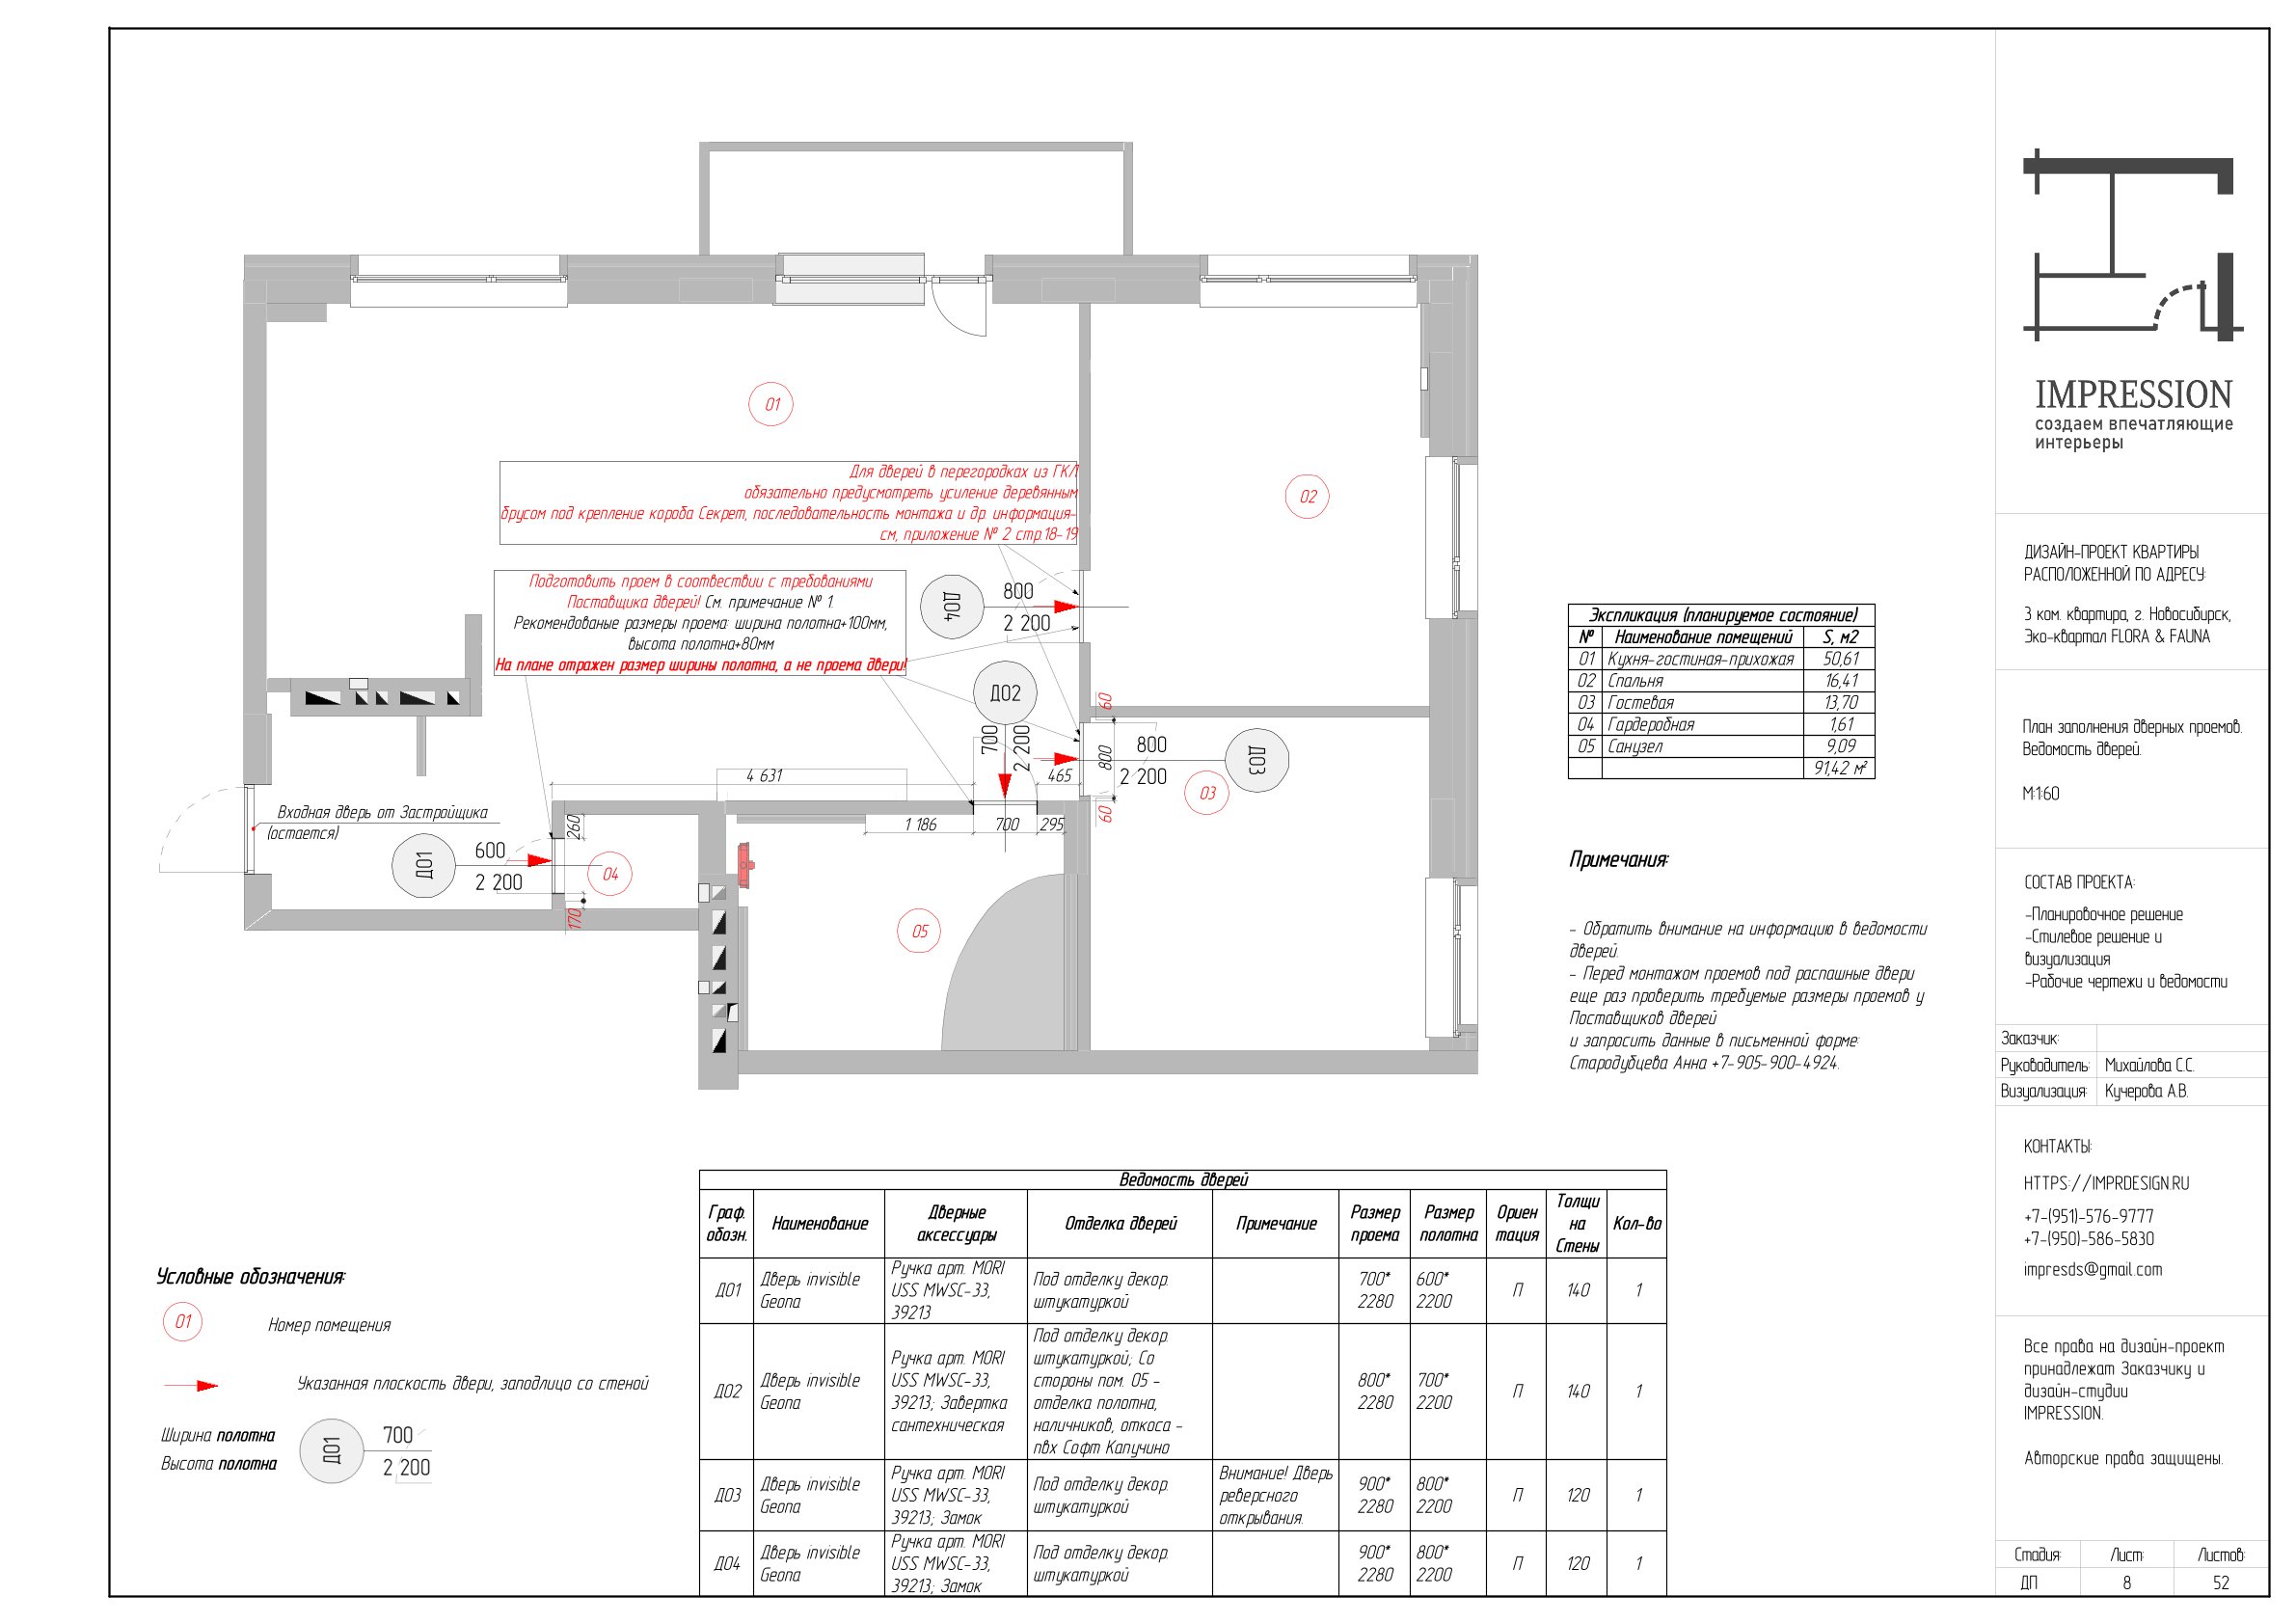 01
Для дверей в перегородках из ГКЛ
обязательно предусмотреть усиление деревянным
брусом под крепление короба Секрет, последовательность монтажа и др. информация-
см, приложение № 2 стр.18-19
02
Подготовить проем в соотвествии с требованиями
Поставщика дверей! См. примечание № 1.
Рекомендованые размеры проема: ширина полотна+100мм,
высота полотна+80мм
На плане отражен размер ширины полотна, а не проема двери!
Д04
800
2 200
Д02
700
2 200
60
800
60
800
2 200
Д03
03
4 631
465
1 186
700
295
Входная дверь от Застройщика
(остается)
260
Д01
600
2 200
04
170
05
Экспликация (планируемое состояние)
№ Наименование помещений S, м2
01 Кухня-гостиная-прихожая 50,61
02 Спальня 16,41
03 Гостевая 13,70
04 Гардеробная 1,61
05 Санузел 9,09
91,42 м²
Примечания:
- Обратить внимание на информацию в ведомости
дверей.
- Перед монтажом проемов под распашные двери
еще раз проверить требуемые размеры проемов у
Поставщиков дверей
и запросить данные в письменной форме:
Стародубцева Анна +7-905-900-4924.
Условные обозначения:
01
Номер помещения
Указанная плоскость двери, заподлицо со стеной
Ширина полотна
Высота полотна
Д01
700
2 200
Ведомость дверей
Граф.
обозн.
Наименование
Дверные
аксессуары
Отделка дверей
Примечание
Размер
проема
Размер
полотна
Ориен
тация
Толщи
на
Стены
Кол-во
Д01
Дверь invisible
Geona
Ручка арт. MORI
USS MWSC-33,
39213
Под отделку декор.
штукатуркой
700*
2280
600*
2200
П
140
1
Д02
Дверь invisible
Geona
Ручка арт. MORI
USS MWSC-33,
39213; Завертка
сантехническая
Под отделку декор.
штукатуркой; Со
стороны пом. 05 -
отделка полотна,
наличников, откоса -
пвх Софт Капучино
800*
2280
700*
2200
П
140
1
Д03
Дверь invisible
Geona
Ручка арт. MORI
USS MWSC-33,
39213; Замок
Под отделку декор.
штукатуркой
Внимание! Дверь
реверсного
открывания.
900*
2280
800*
2200
П
120
1
Д04
Дверь invisible
Geona
Ручка арт. MORI
USS MWSC-33,
39213; Замок
Под отделку декор.
штукатуркой
900*
2280
800*
2200
П
120
1
IMPRESSION
создаем впечатляющие
интерьеры
ДИЗАЙН-ПРОЕКТ КВАРТИРЫ
РАСПОЛОЖЕННОЙ ПО АДРЕСУ:
3 ком. квартира, г. Новосибирск,
Эко-квартал FLORA & FAUNA
План заполнения дверных проемов.
Ведомость дверей.
М:1:60
СОСТАВ ПРОЕКТА:
-Планировочное решение
-Стилевое решение и
визуализация
-Рабочие чертежи и ведомости
Заказчик:
Руководитель: Михайлова С.С.
Визуализация: Кучерова А.В.
КОНТАКТЫ:
HTTPS://IMPRDESIGN.RU
+7-(951)-576-9777
+7-(950)-586-5830
impresds@gmail.com
Все права на дизайн-проект
принадлежат Заказчику и
дизайн-студии
IMPRESSION.
Авторские права защищены.
Стадия: Лист: Листов:
ДП 8 52